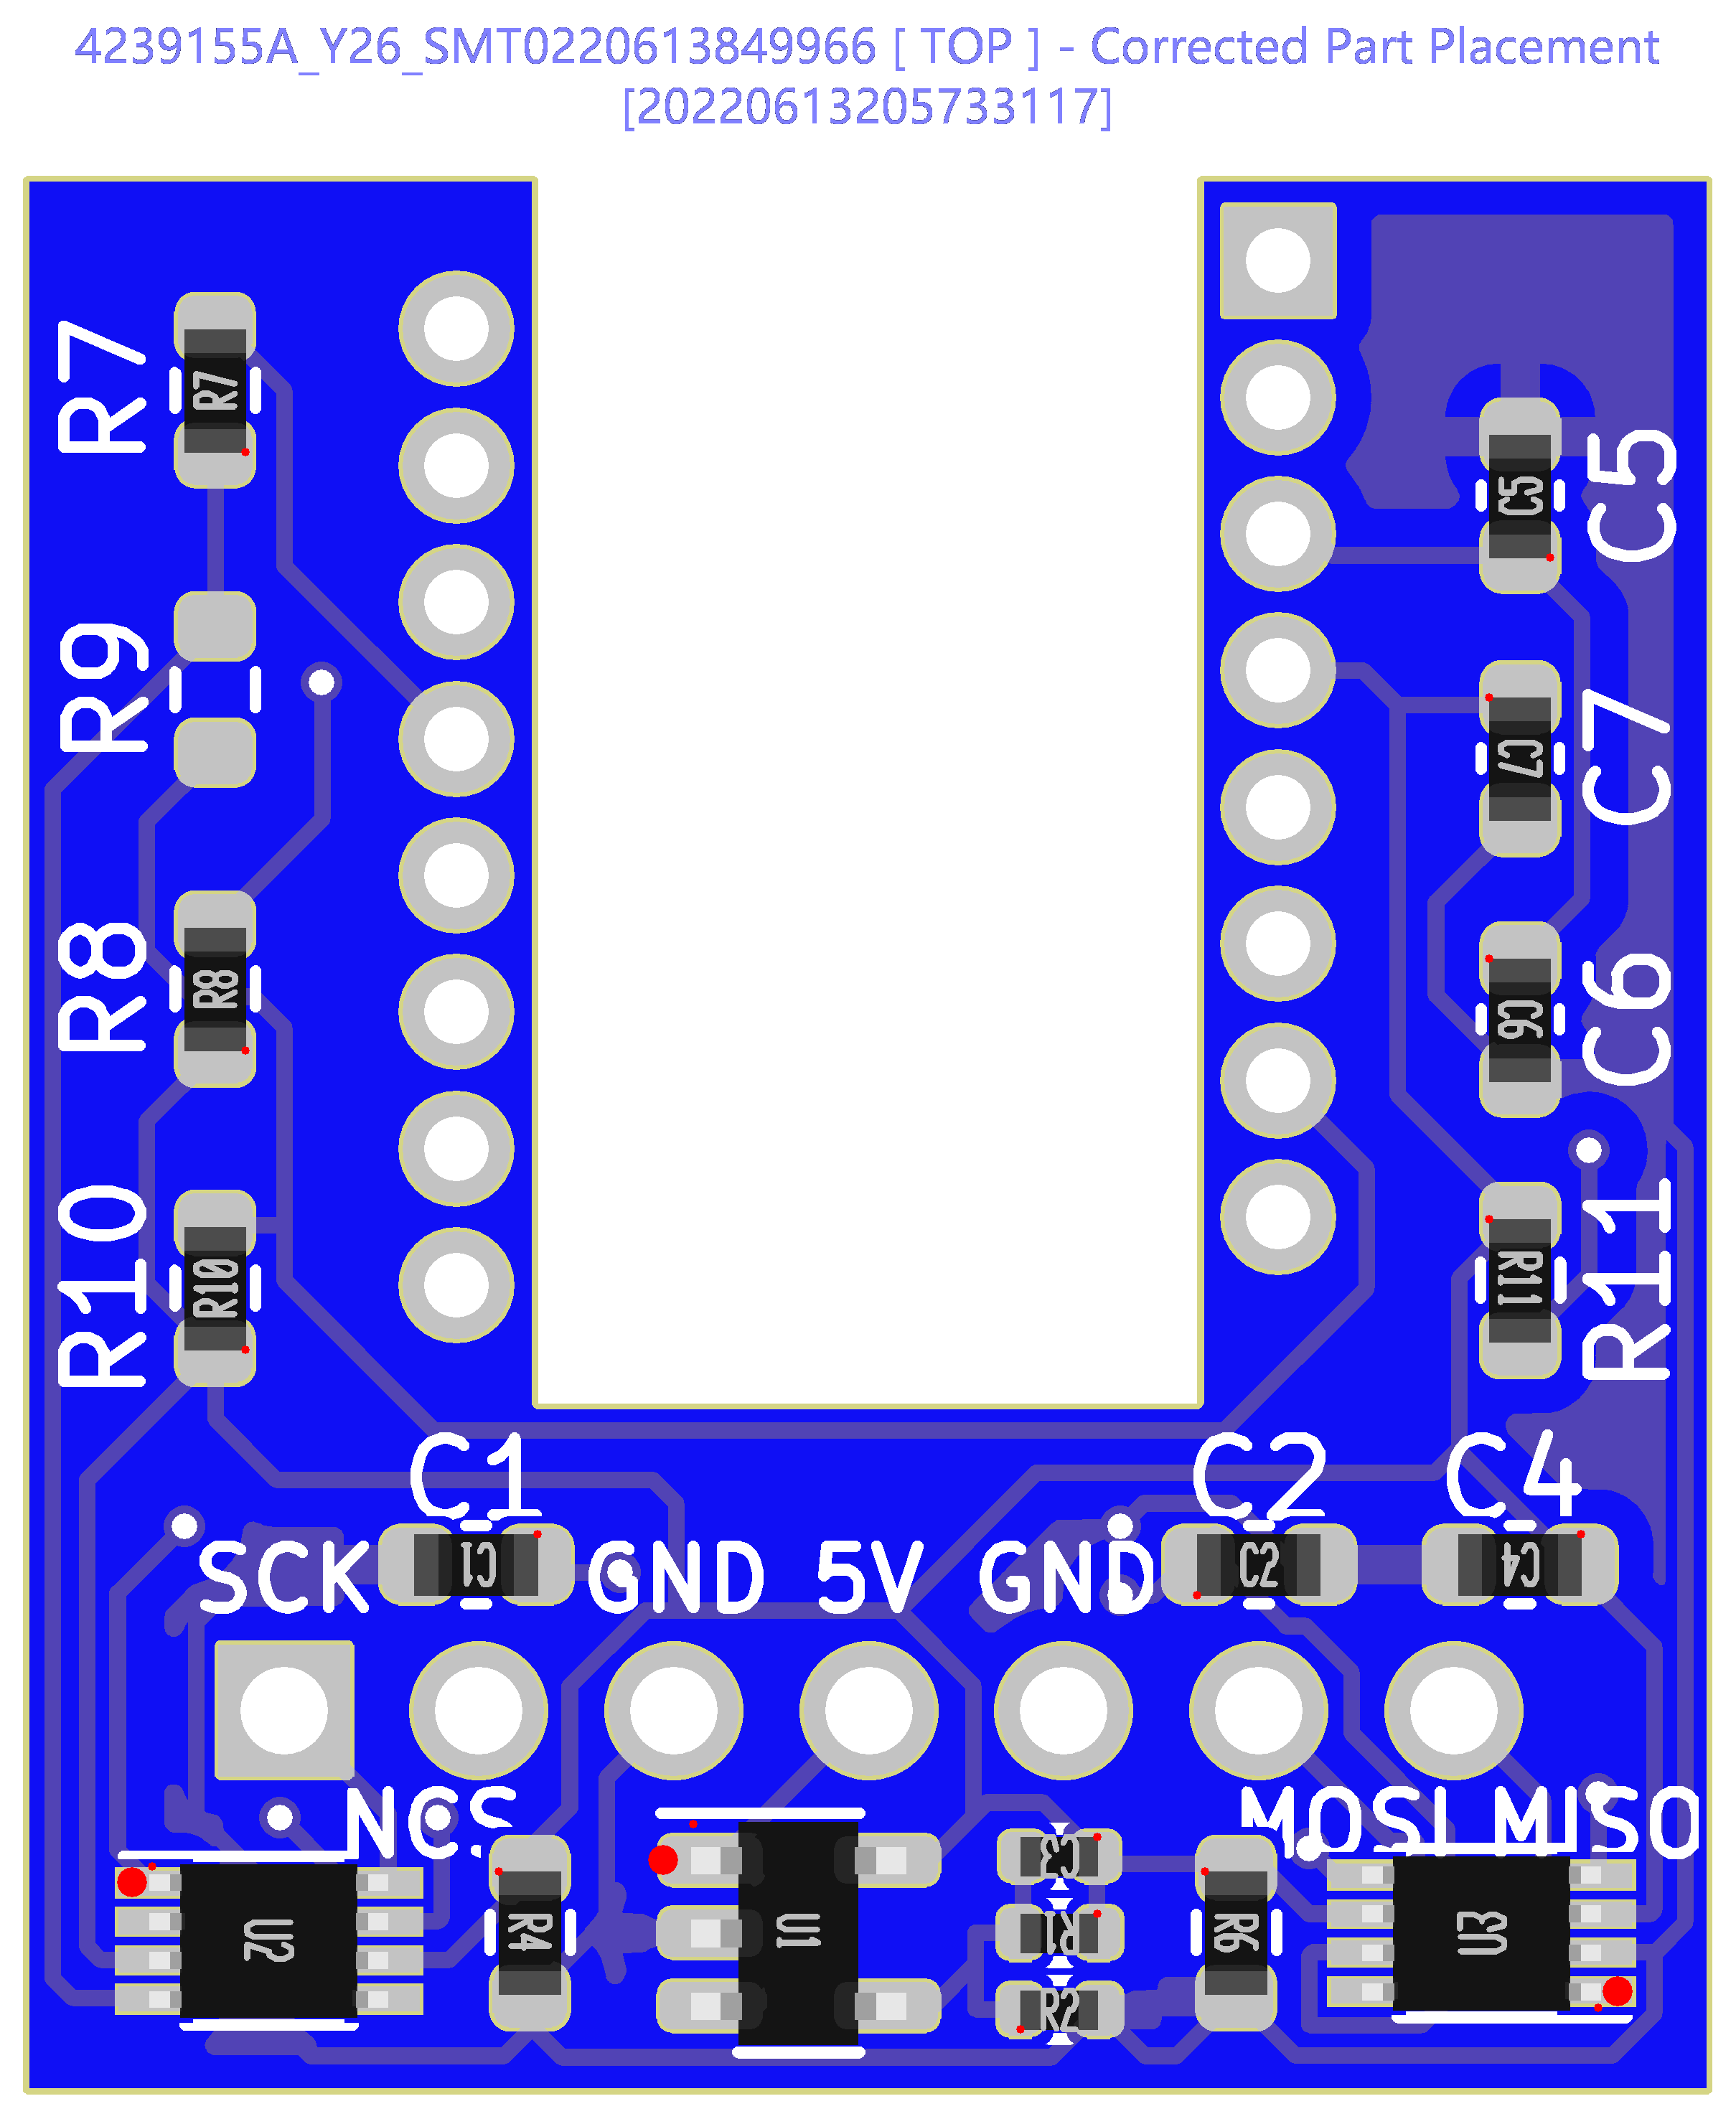 4239155A_Y26_SMT0220613849966 [ TOP ] - Corrected Part Placement
[20220613205733117]
R7
R7
C5
C5
R9
C7
C7
R8
R8
C6
C6
R10
R10
R11
R11
C1
C2
C4
SCK
C1
GND
5V
GND
C2
C4
NCS
MOSI
MISO
U2
R4
U1
C3
R1
R2
R6
U3